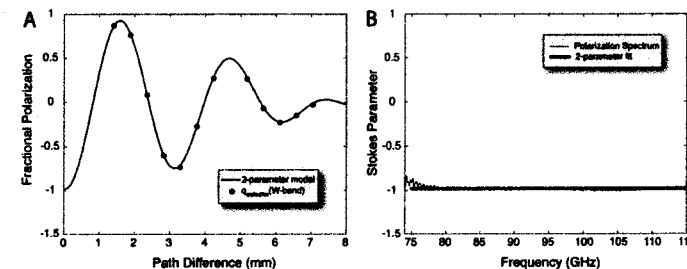 A
1
0.5
0
-0.5
-1
-1.5
Fractional Polarization
2-parameter model
(W-band)
0 1 2 3 4 5 6 7 8
Path Difference (mm)
B
1
0.5
0
-0.5
-1
-1.5
Stokes Parameter
Polarization Spectrum
2-parameter fit
75 80 85 90 95 100 105 110 115
Frequency (GHz)